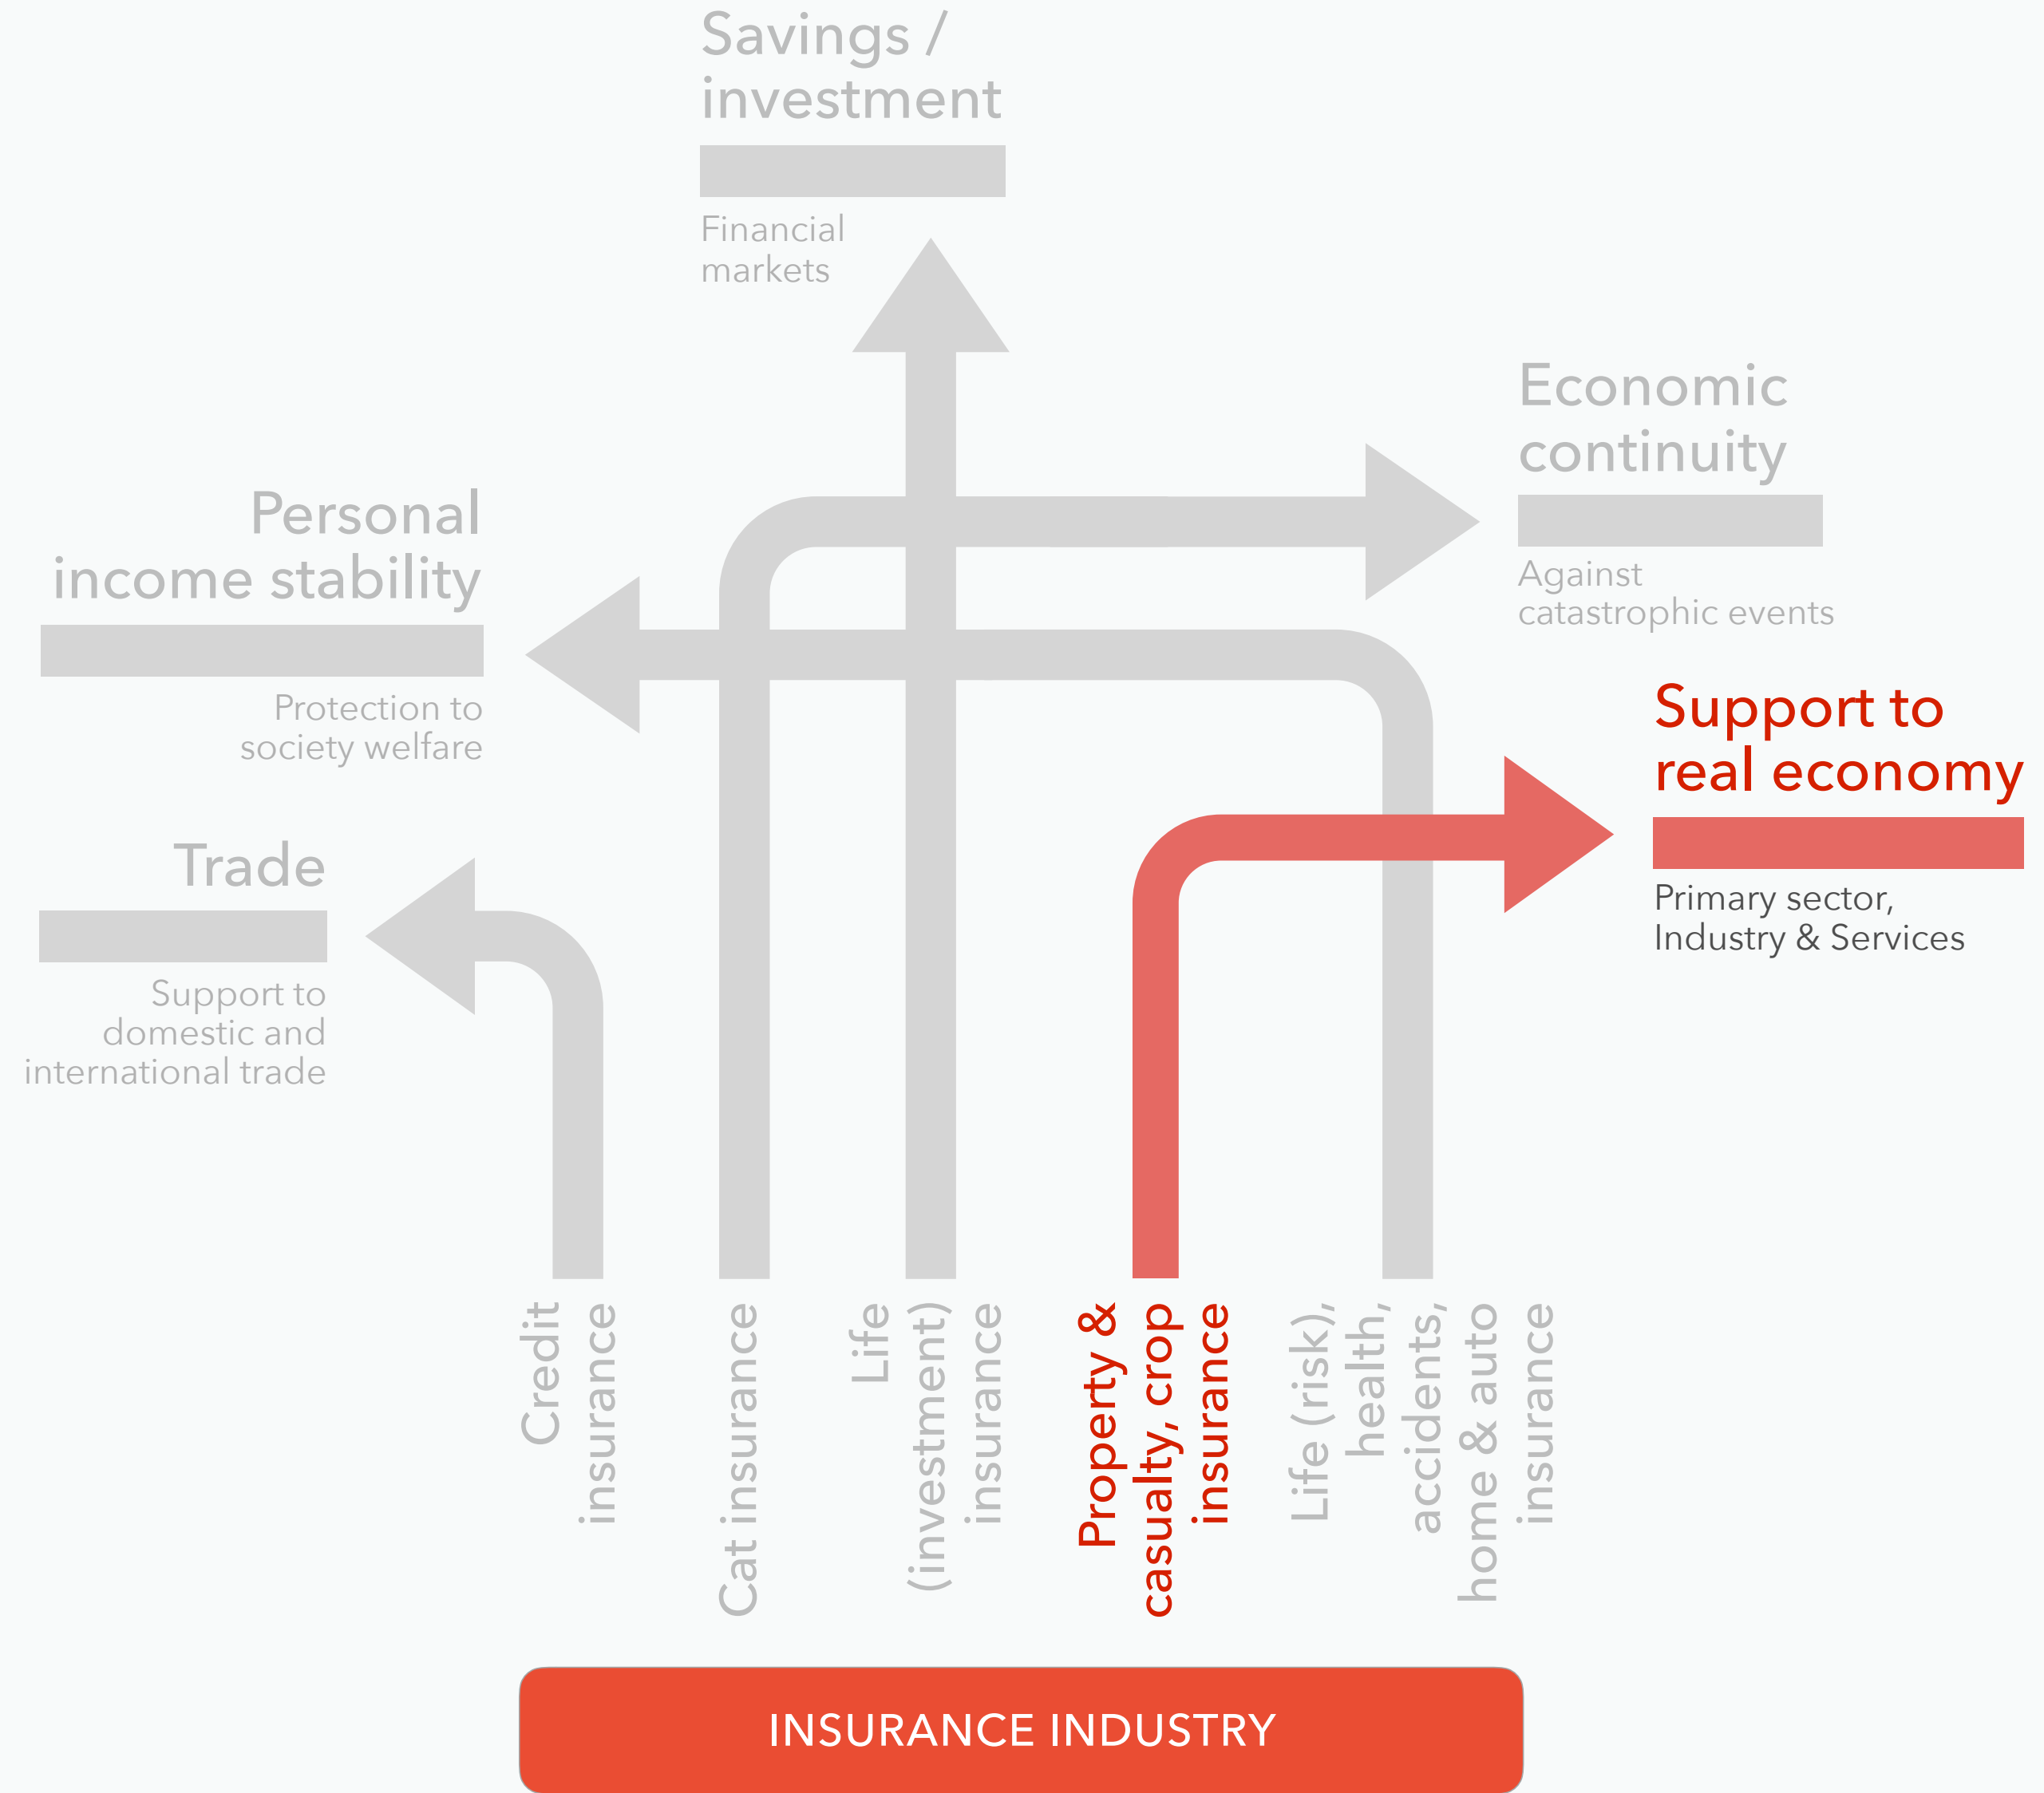 Savings /
investment
Financial
markets
Economic
continuity
Against
catastrophic events
Personal
income stability
Protection to
society welfare
Support to
real economy
Primary sector,
Industry & Services
Trade
Support to
domestic and
international trade
Credit
insurance
Cat insurance
Life
(investment)
insurance
Property &
casualty, crop
insurance
Life (risk),
health,
accidents,
home & auto
insurance
INSURANCE INDUSTRY